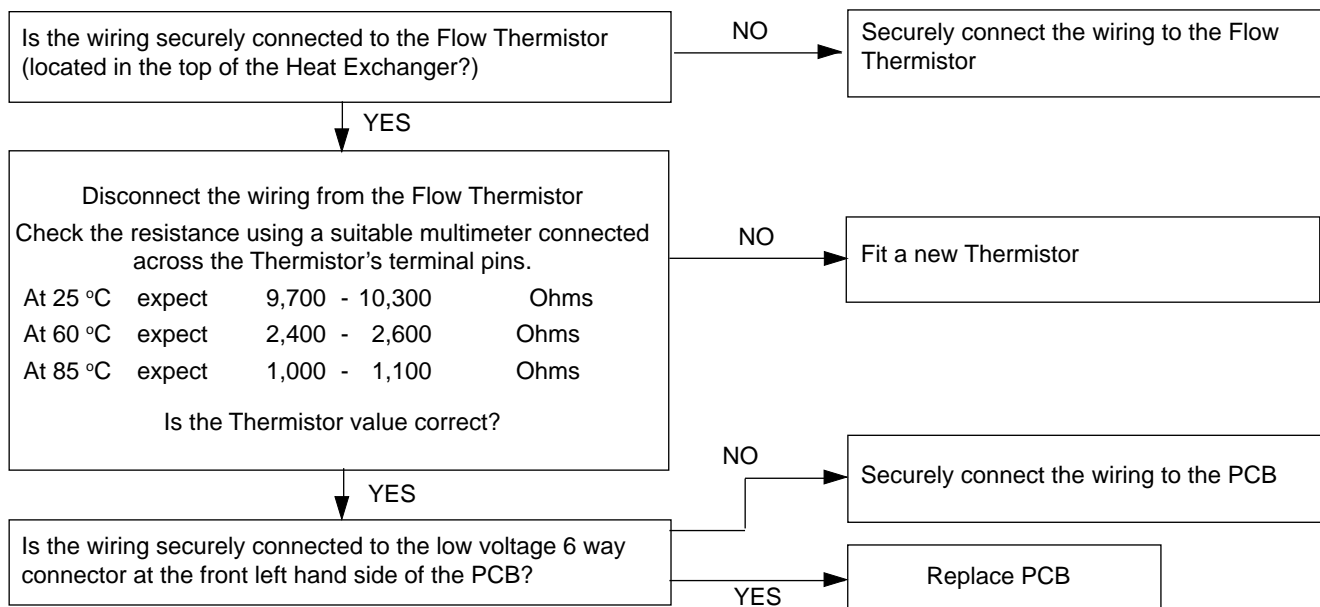 Is the wiring securely connected to the Flow Thermistor
(located in the top of the Heat Exchanger?)
NO
Securely connect the wiring to the Flow
Thermistor
YES
Disconnect the wiring from the Flow Thermistor
Check the resistance using a suitable multimeter connected
across the Thermistor’s terminal pins.
At 25 °C expect 9,700 - 10,300 Ohms
At 60 °C expect 2,400 - 2,600 Ohms
At 85 °C expect 1,000 - 1,100 Ohms
Is the Thermistor value correct?
NO
Fit a new Thermistor
YES
Is the wiring securely connected to the low voltage 6 way
connector at the front left hand side of the PCB?
NO
Securely connect the wiring to the PCB
YES
Replace PCB